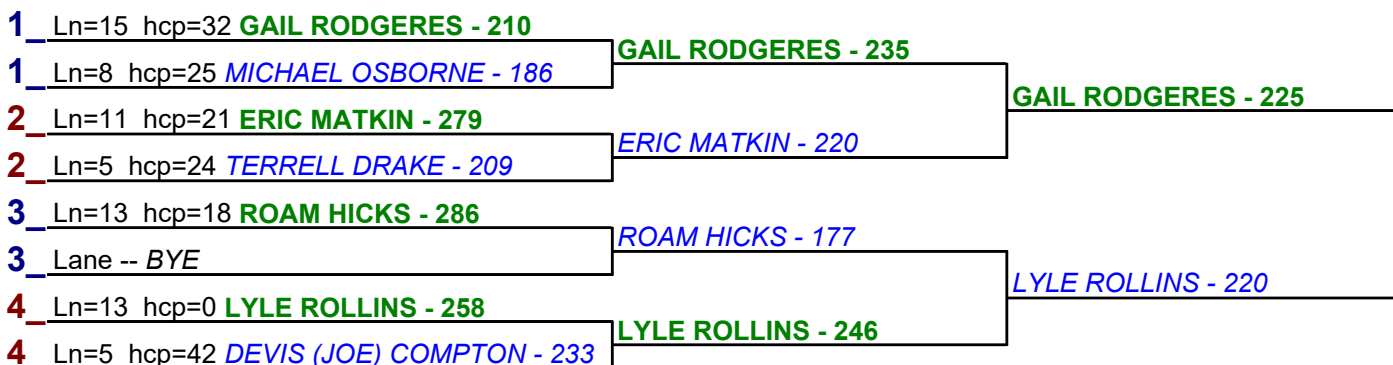 1_ Ln=15 hcp=32 GAIL RODGERES - 210
1_ Ln=8 hcp=25 MICHAEL OSBORNE - 186
2_ Ln=11 hcp=21 ERIC MATKIN - 279
2_ Ln=5 hcp=24 TERRELL DRAKE - 209
3_ Ln=13 hcp=18 ROAM HICKS - 286
3_ Lane -- BYE
4_ Ln=13 hcp=0 LYLE ROLLINS - 258
4 Ln=5 hcp=42 DEVIS (JOE) COMPTON - 233
GAIL RODGERES - 235
ERIC MATKIN - 220
ROAM HICKS - 177
LYLE ROLLINS - 246
GAIL RODGERES - 225
LYLE ROLLINS - 220